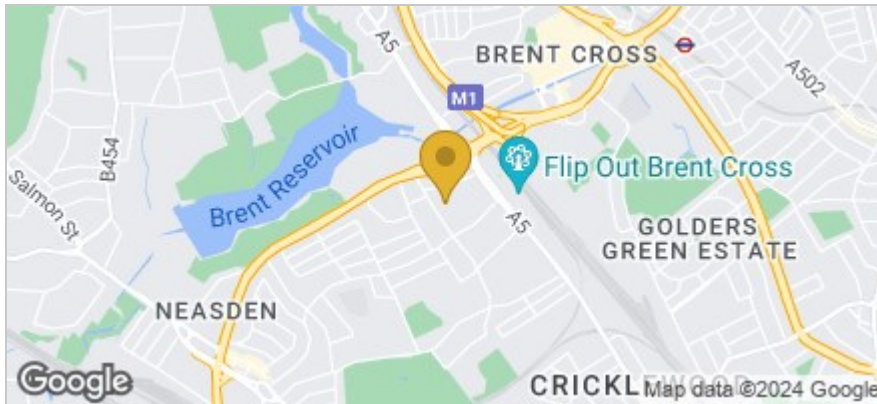 A5
BRENT CROSS
A502
M1
B454
Brent Reservoir
Flip Out Brent Cross
Salmon St
A5
GOLDERS
GREEN ESTATE
NEASDEN
Google
Map data ©2024 Google